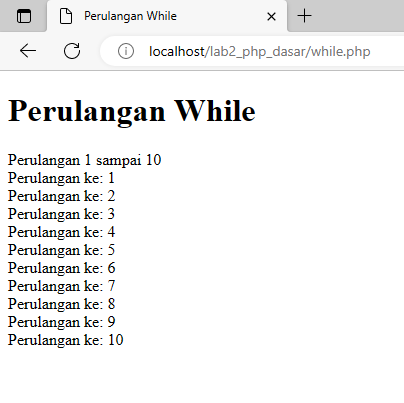 Perulangan While
localhost/lab2_php_dasar/while.php
Perulangan While
Perulangan 1 sampai 10
Perulangan ke: 1
Perulangan ke: 2
Perulangan ke: 3
Perulangan ke: 4
Perulangan ke: 5
Perulangan ke: 6
Perulangan ke: 7
Perulangan ke: 8
Perulangan ke: 9
Perulangan ke: 10